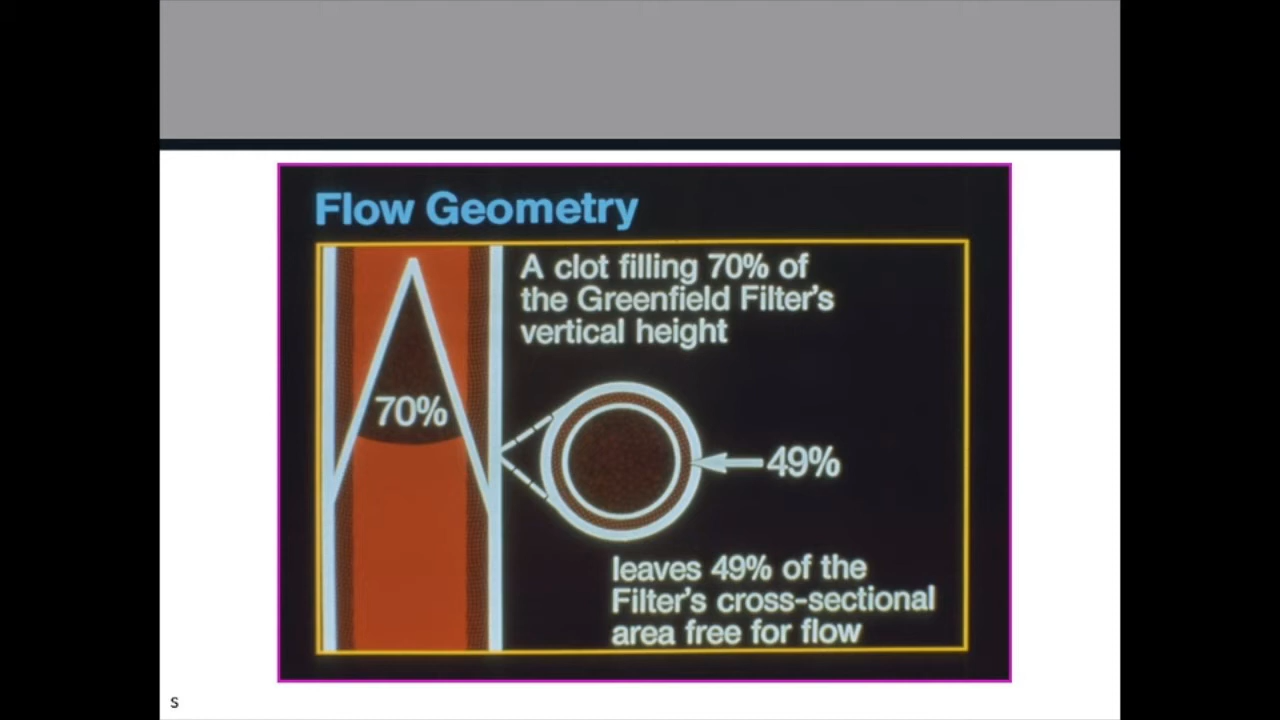 Flow Geometry
A clot filling 70% of
the Greenfield Filter's
vertical height
70%
49%
leaves 49% of the
Filter's cross-sectional
area free for flow
s